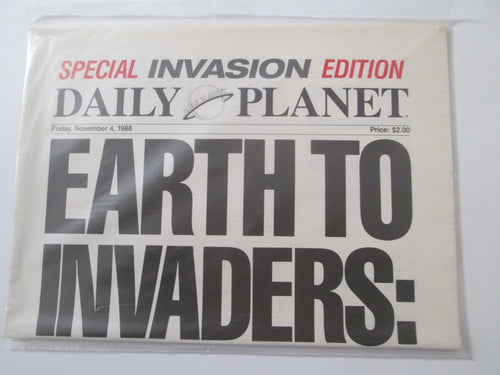 SPECIAL INVASION EDITION
DAILY PLANET
Friday, November 4, 1988 Price: $2.00
EARTH TO
INVADERS: